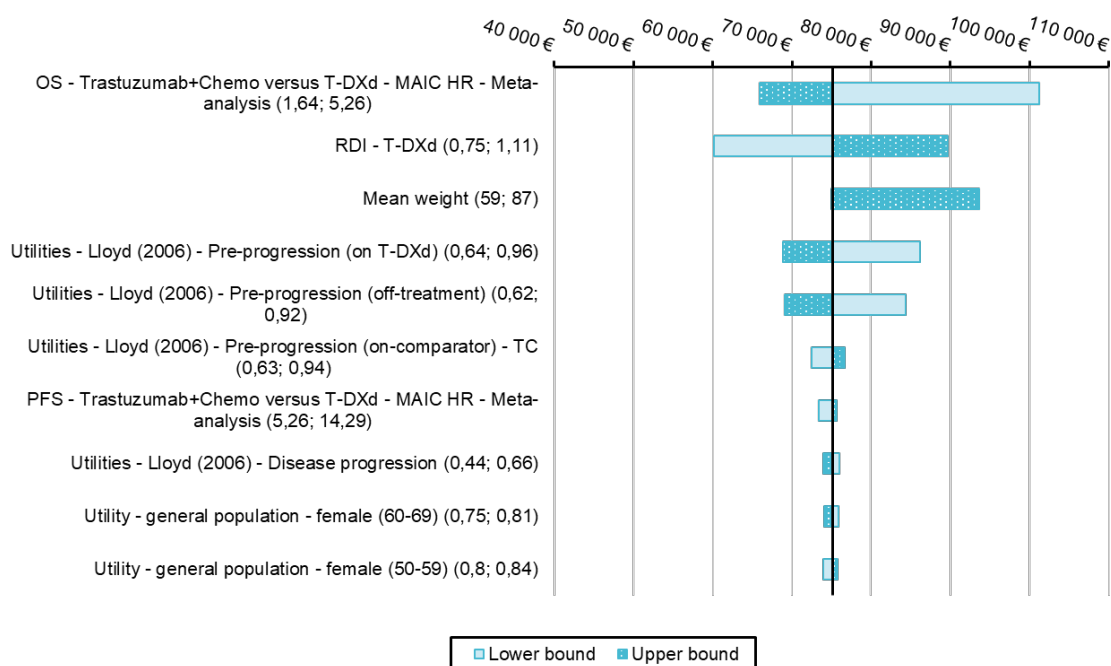 40 000 € 50 000 € 60 000 € 70 000 € 80 000 € 90 000 € 100 000 € 110 000 €
OS - Trastuzumab+Chemo versus T-DXd - MAIC HR - Meta-
analysis (1,64; 5,26)
RDI - T-DXd (0,75; 1,11)
Mean weight (59; 87)
Utilities - Lloyd (2006) - Pre-progression (on T-DXd) (0,64; 0,96)
Utilities - Lloyd (2006) - Pre-progression (off-treatment) (0,62;
0,92)
Utilities - Lloyd (2006) - Pre-progression (on-comparator) - TC
(0,63; 0,94)
PFS - Trastuzumab+Chemo versus T-DXd - MAIC HR - Meta-
analysis (5,26; 14,29)
Utilities - Lloyd (2006) - Disease progression (0,44; 0,66)
Utility - general population - female (60-69) (0,75; 0,81)
Utility - general population - female (50-59) (0,8; 0,84)
Lower bound Upper bound